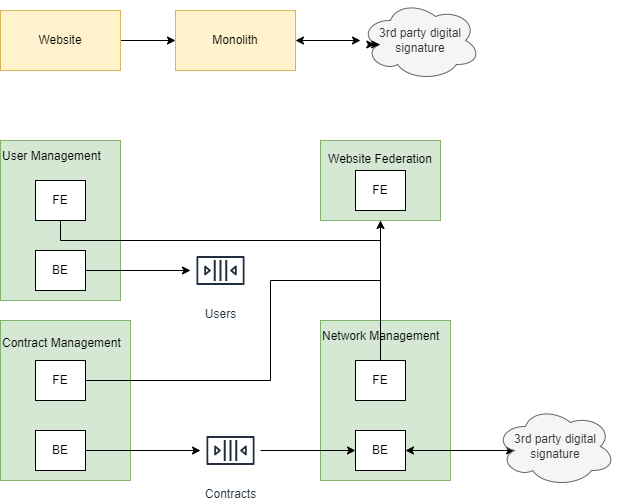 Website
Monolith
3rd party digital
signature
User Management
FE
BE
Users
Website Federation
FE
Contract Management
FE
BE
Contracts
Network Management
FE
BE
3rd party digital
signature